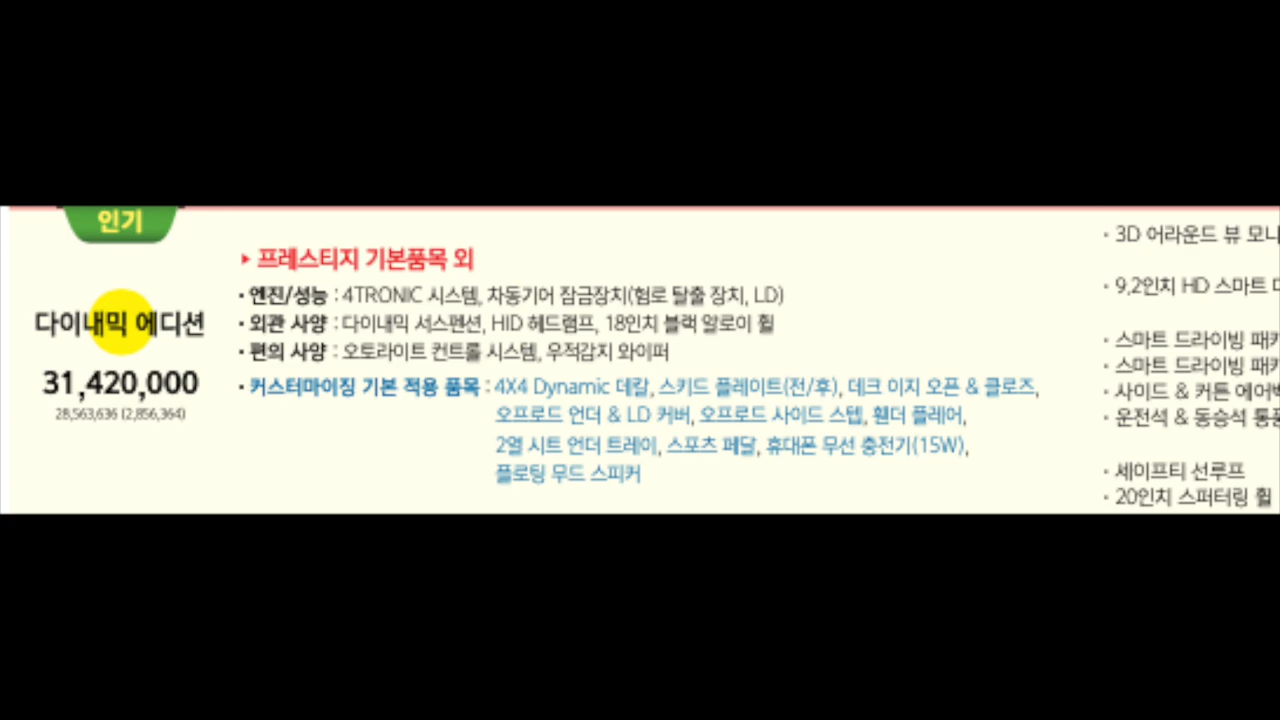 인기
다이내믹 에디션
31,420,000
28,563,636 (2,856,364)
▸ 프레스티지 기본품목 외
· 엔진/성능 : 4TRONIC 시스템, 차동기어 잠금장치(험로 탈출 장치, LD)
· 외관 사양 : 다이내믹 서스펜션, HID 헤드램프, 18인치 블랙 알로이 휠
· 편의 사양 : 오토라이트 컨트롤 시스템, 우적감지 와이퍼
· 커스터마이징 기본 적용 품목 : 4X4 Dynamic 데칼, 스키드 플레이트(전/후), 데크 이지 오픈 & 클로즈,
오프로드 언더 & LD 커버, 오프로드 사이드 스텝, 휀더 플레어,
2열 시트 언더 트레이, 스포츠 페달, 휴대폰 무선 충전기(15W),
플로팅 무드 스피커
· 3D 어라운드 뷰 모니
· 9.2인치 HD 스마트
· 스마트 드라이빙 패키
· 스마트 드라이빙 패키
· 사이드 & 커튼 에어
· 운전석 & 동승석 통풍
· 세이프티 선루프
· 20인치 스퍼터링 휠